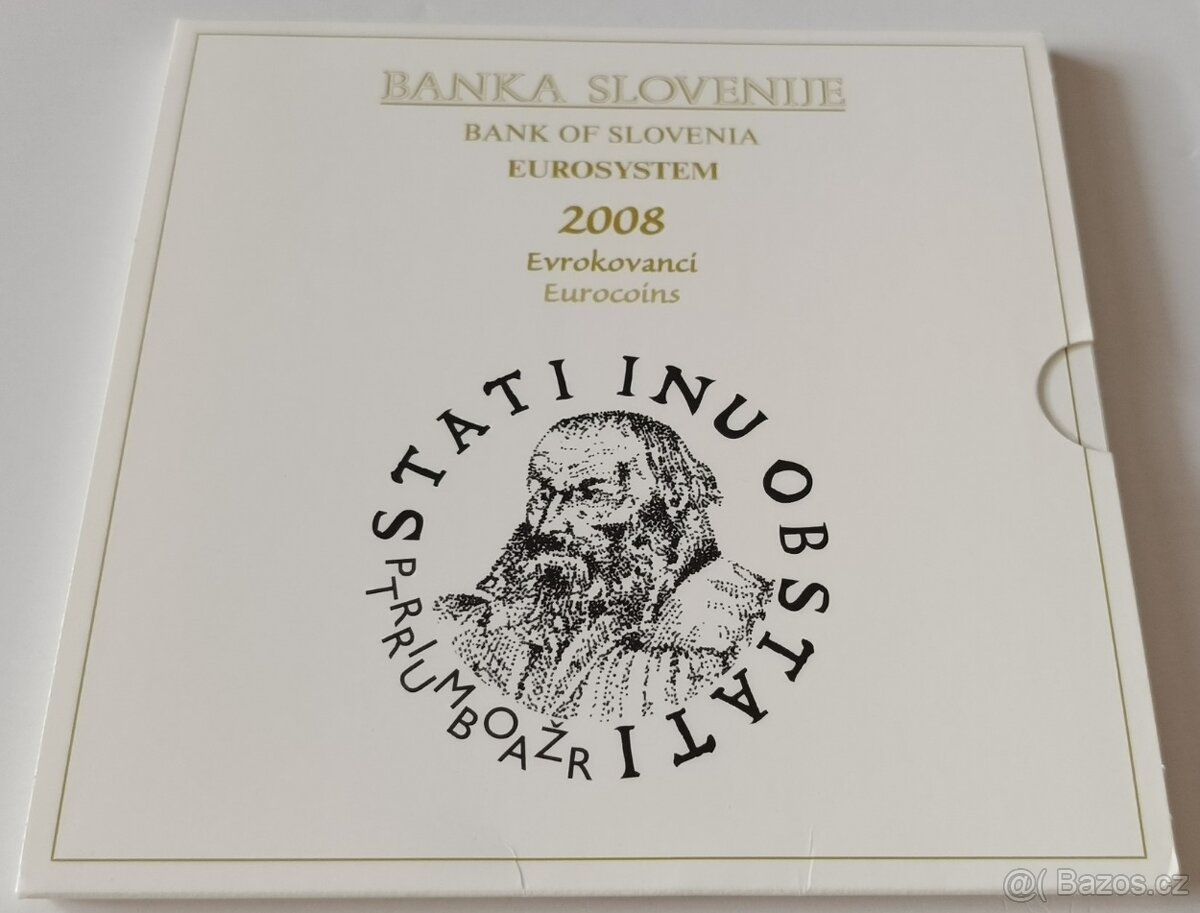 BANKA SLOVENIJE
BANK OF SLOVENIA
EUROSYSTEM
2008
Evrokovanci
Eurocoins
STATI INU OBSTATI
PRIMOŽ
TRUBAR
@( Bazos.cz